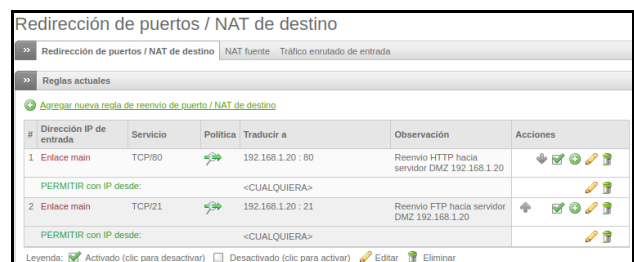 Redirección de puertos / NAT de destino
» Redirección de puertos / NAT de destino NAT fuente Tráfico enrutado de entrada
» Reglas actuales
Agregar nueva regla de reenvio de puerto / NAT de destino
# Dirección IP de entrada Servicio Política Traducir a Observación Acciones
1 Enlace main TCP/80 192.168.1.20 : 80 Reenvio HTTP hacia
servidor DMZ 192.168.1.20
PERMITIR con IP desde: <CUALQUIERA>
2 Enlace main TCP/21 192.168.1.20 : 21 Reenvio FTP hacia servidor
DMZ 192.168.1.20
PERMITIR con IP desde: <CUALQUIERA>
Leyenda: Activado (clic para desactivar) Desactivado (clic para activar) Editar Eliminar